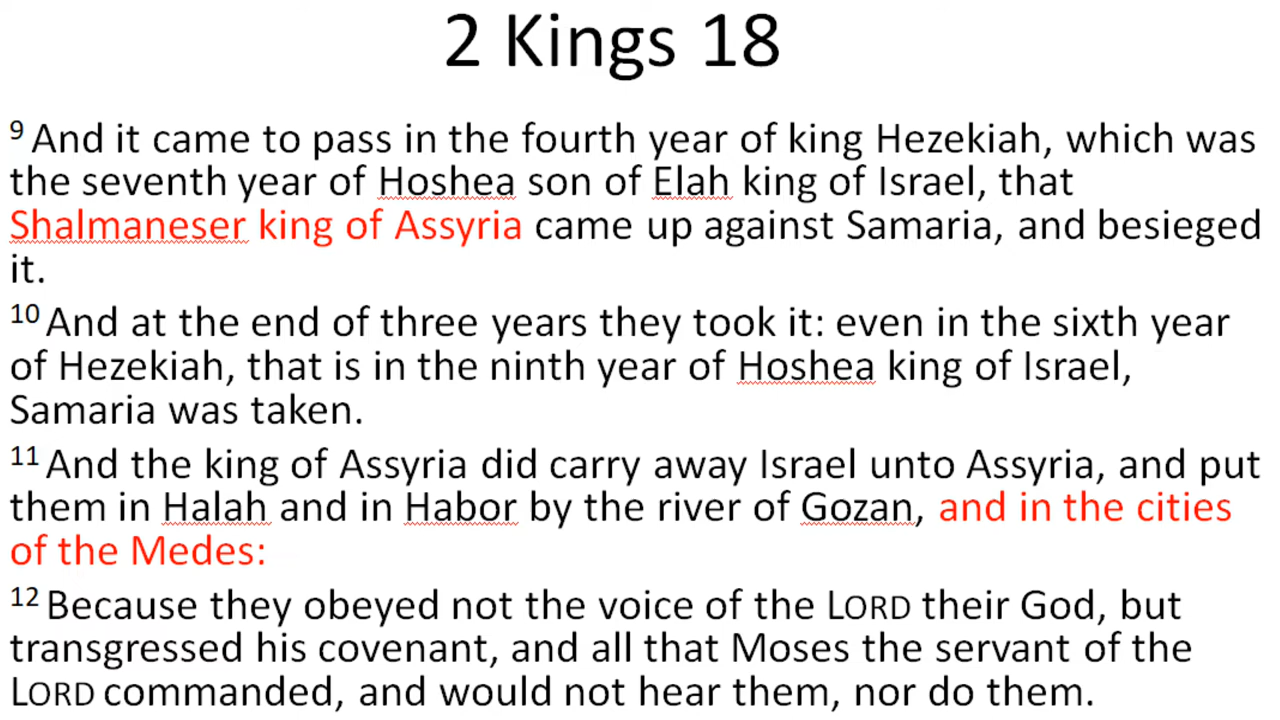 2 Kings 18
9 And it came to pass in the fourth year of king Hezekiah, which was
the seventh year of Hoshea son of Elah king of Israel, that
Shalmaneser king of Assyria came up against Samaria, and besieged
it.
10 And at the end of three years they took it: even in the sixth year
of Hezekiah, that is in the ninth year of Hoshea king of Israel,
Samaria was taken.
11 And the king of Assyria did carry away Israel unto Assyria, and put
them in Halah and in Habor by the river of Gozan, and in the cities
of the Medes:
12 Because they obeyed not the voice of the LORD their God, but
transgressed his covenant, and all that Moses the servant of the
LORD commanded, and would not hear them, nor do them.